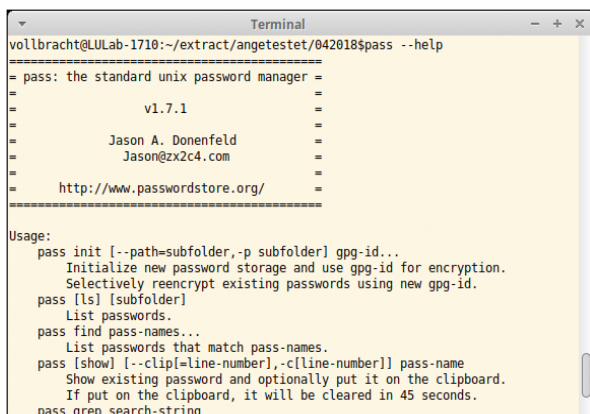 Terminal
vollbracht@LULab-1710:~/extract/angetestet/042018$pass --help
============================================
= pass: the standard unix password manager =
=                                          =
=                  v1.7.1                  =
=                                          =
=             Jason A. Donenfeld           =
=               Jason@zx2c4.com            =
=                                          =
=      http://www.passwordstore.org/       =
============================================
Usage:
    pass init [--path=subfolder,-p subfolder] gpg-id...
        Initialize new password storage and use gpg-id for encryption.
        Selectively reencrypt existing passwords using new gpg-id.
    pass [ls] [subfolder]
        List passwords.
    pass find pass-names...
        List passwords that match pass-names.
    pass [show] [--clip[=line-number],-c[line-number]] pass-name
        Show existing password and optionally put it on the clipboard.
        If put on the clipboard, it will be cleared in 45 seconds.
    pass grep search-string